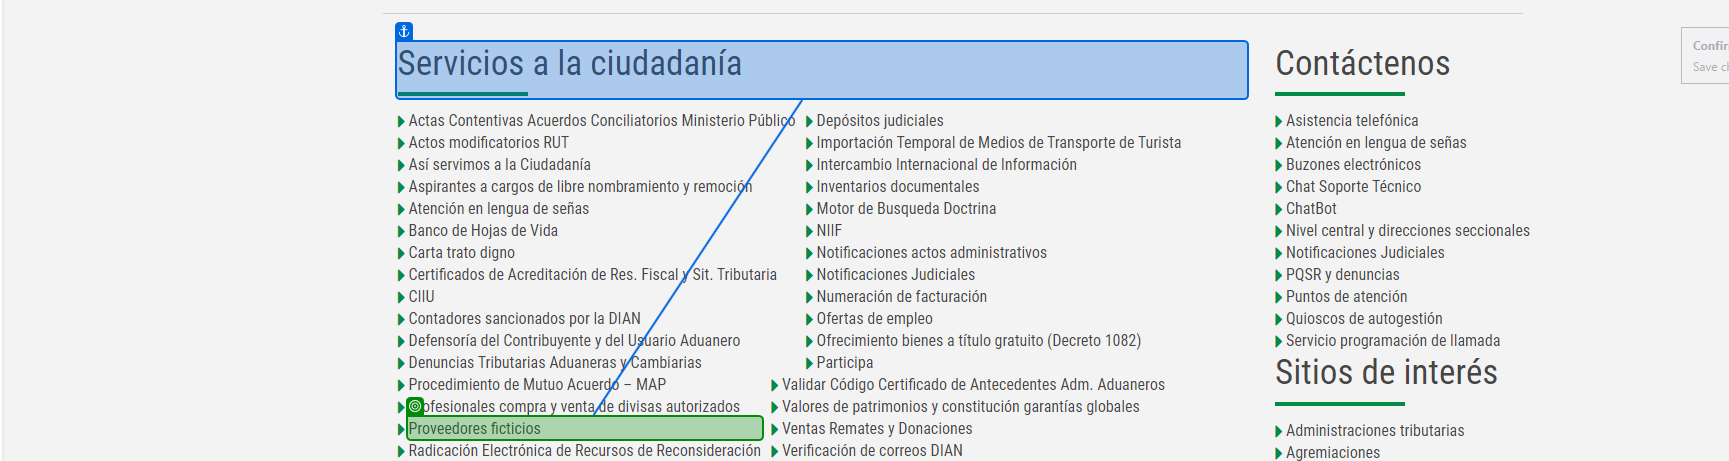 Servicios a la ciudadanía
Actas Contentivas Acuerdos Conciliatorios Ministerio Público
Actos modificatorios RUT
Así servimos a la Ciudadanía
Aspirantes a cargos de libre nombramiento y remoción
Atención en lengua de señas
Banco de Hojas de Vida
Carta trato digno
Certificados de Acreditación de Res. Fiscal y Sit. Tributaria
CIIU
Contadores sancionados por la DIAN
Defensoría del Contribuyente y del Usuario Aduanero
Denuncias Tributarias Aduaneras y Cambiarias
Procedimiento de Mutuo Acuerdo – MAP
ofesionales compra y venta de divisas autorizados
Proveedores ficticios
Radicación Electrónica de Recursos de Reconsideración
Depósitos judiciales
Importación Temporal de Medios de Transporte de Turista
Intercambio Internacional de Información
Inventarios documentales
Motor de Busqueda Doctrina
NIIF
Notificaciones actos administrativos
Notificaciones Judiciales
Numeración de facturación
Ofertas de empleo
Ofrecimiento bienes a título gratuito (Decreto 1082)
Participa
Validar Código Certificado de Antecedentes Adm. Aduaneros
Valores de patrimonios y constitución garantías globales
Ventas Remates y Donaciones
Verificación de correos DIAN
Contáctenos
Asistencia telefónica
Atención en lengua de señas
Buzones electrónicos
Chat Soporte Técnico
ChatBot
Nivel central y direcciones seccionales
Notificaciones Judiciales
PQSR y denuncias
Puntos de atención
Quioscos de autogestión
Servicio programación de llamada
Sitios de interés
Administraciones tributarias
Agremiaciones
Confir
Save ch